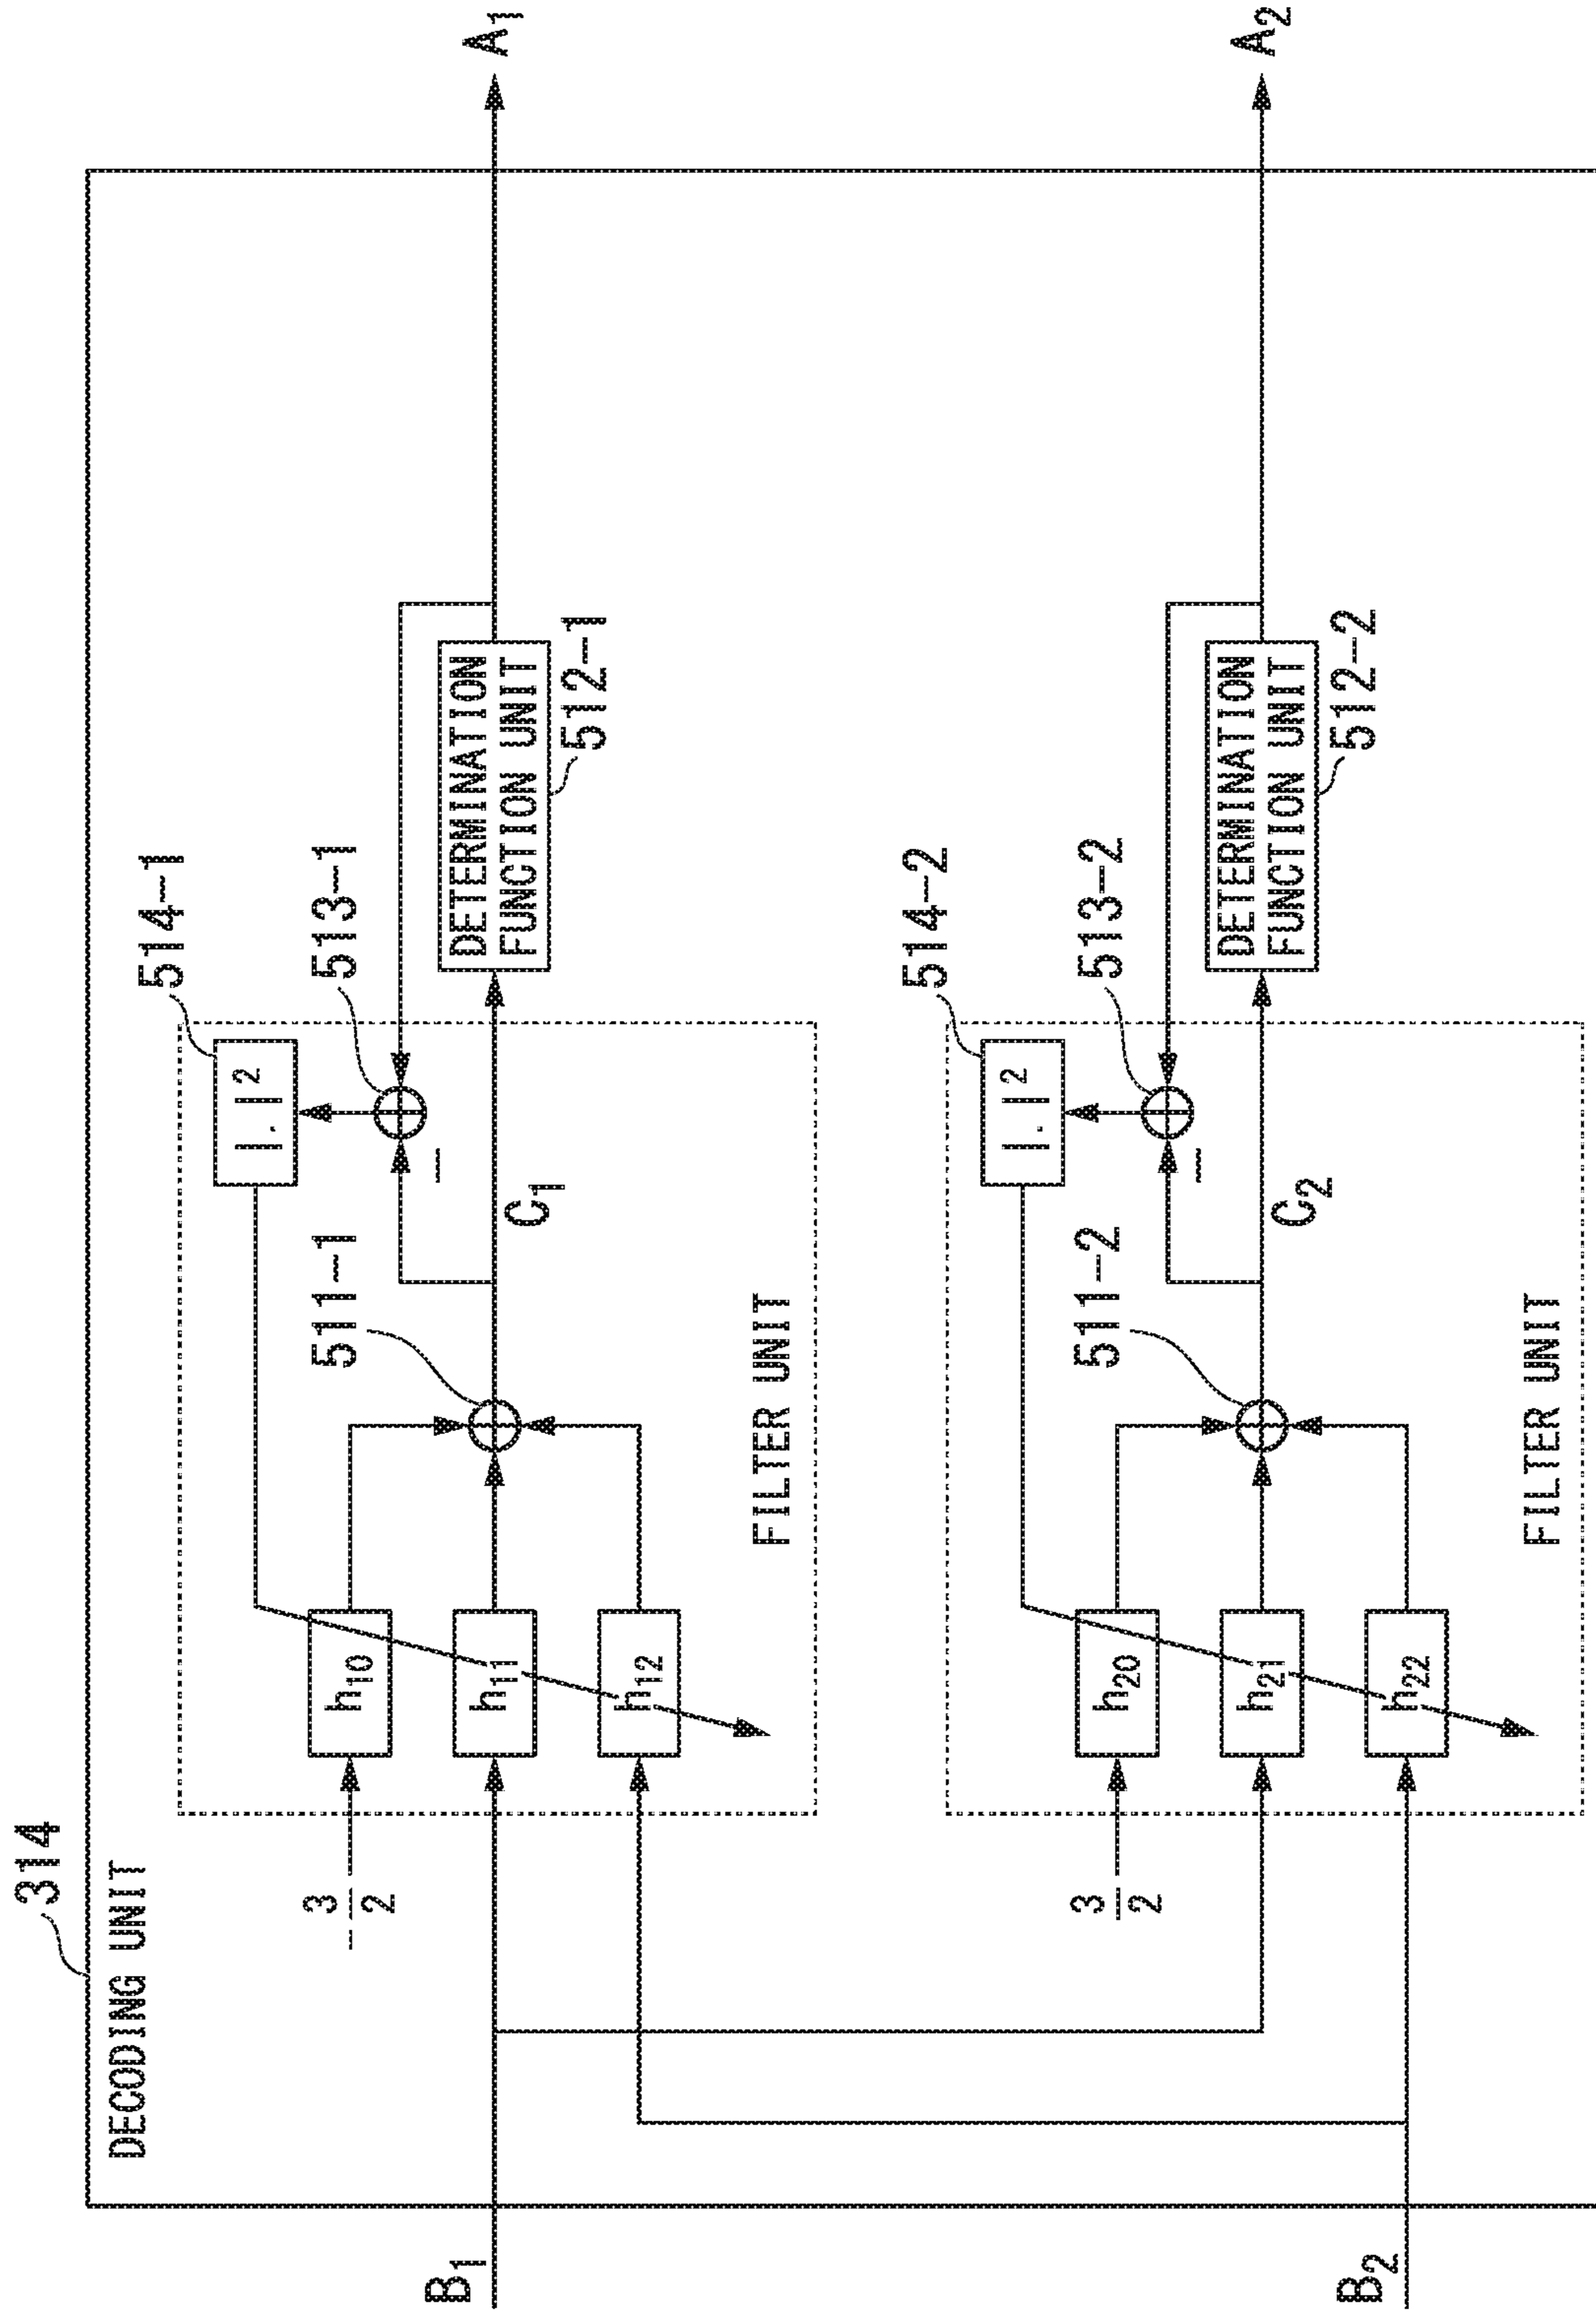 314
DECODING UNIT
514-1
|.|²
513-1
511-1
−
h₁₀
− 3/2
B₁
h₁₁
C₁
DETERMINATION
FUNCTION UNIT
512-1
A₁
h₁₂
FILTER UNIT
514-2
|.|²
513-2
511-2
−
h₂₀
3/2
h₂₁
C₂
DETERMINATION
FUNCTION UNIT
512-2
A₂
B₂
h₂₂
FILTER UNIT